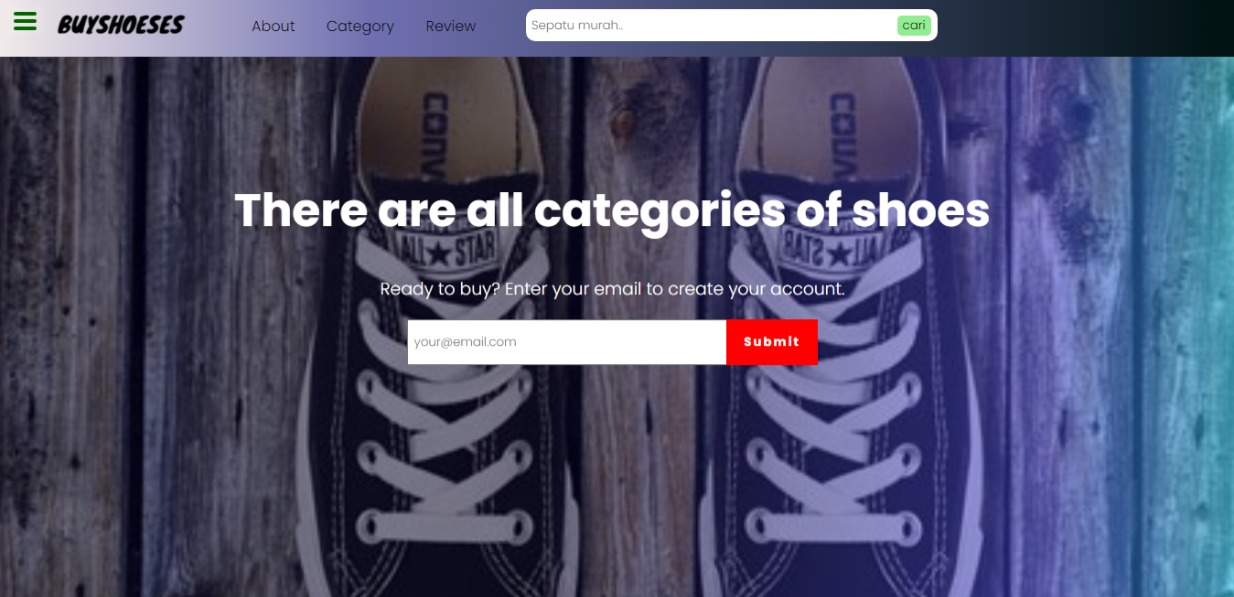 BUYSHOESES
About
Category
Review
Sepatu murah..
cari
CONV
CONV
There are all categories of shoes
ALL★STAR
ALL★STAR
Ready to buy? Enter your email to create your account.
your@email.com
Submit